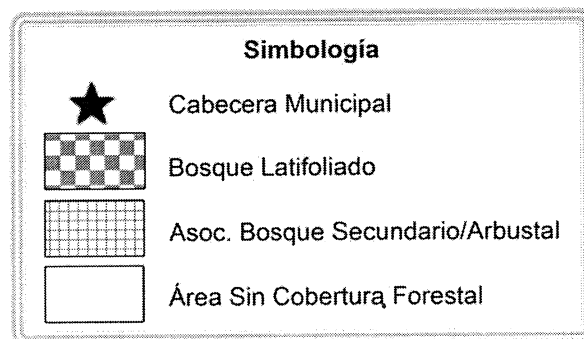 Simbología
Cabecera Municipal
Bosque Latifoliado
Asoc. Bosque Secundario/Arbustal
Área Sin Cobertura Forestal